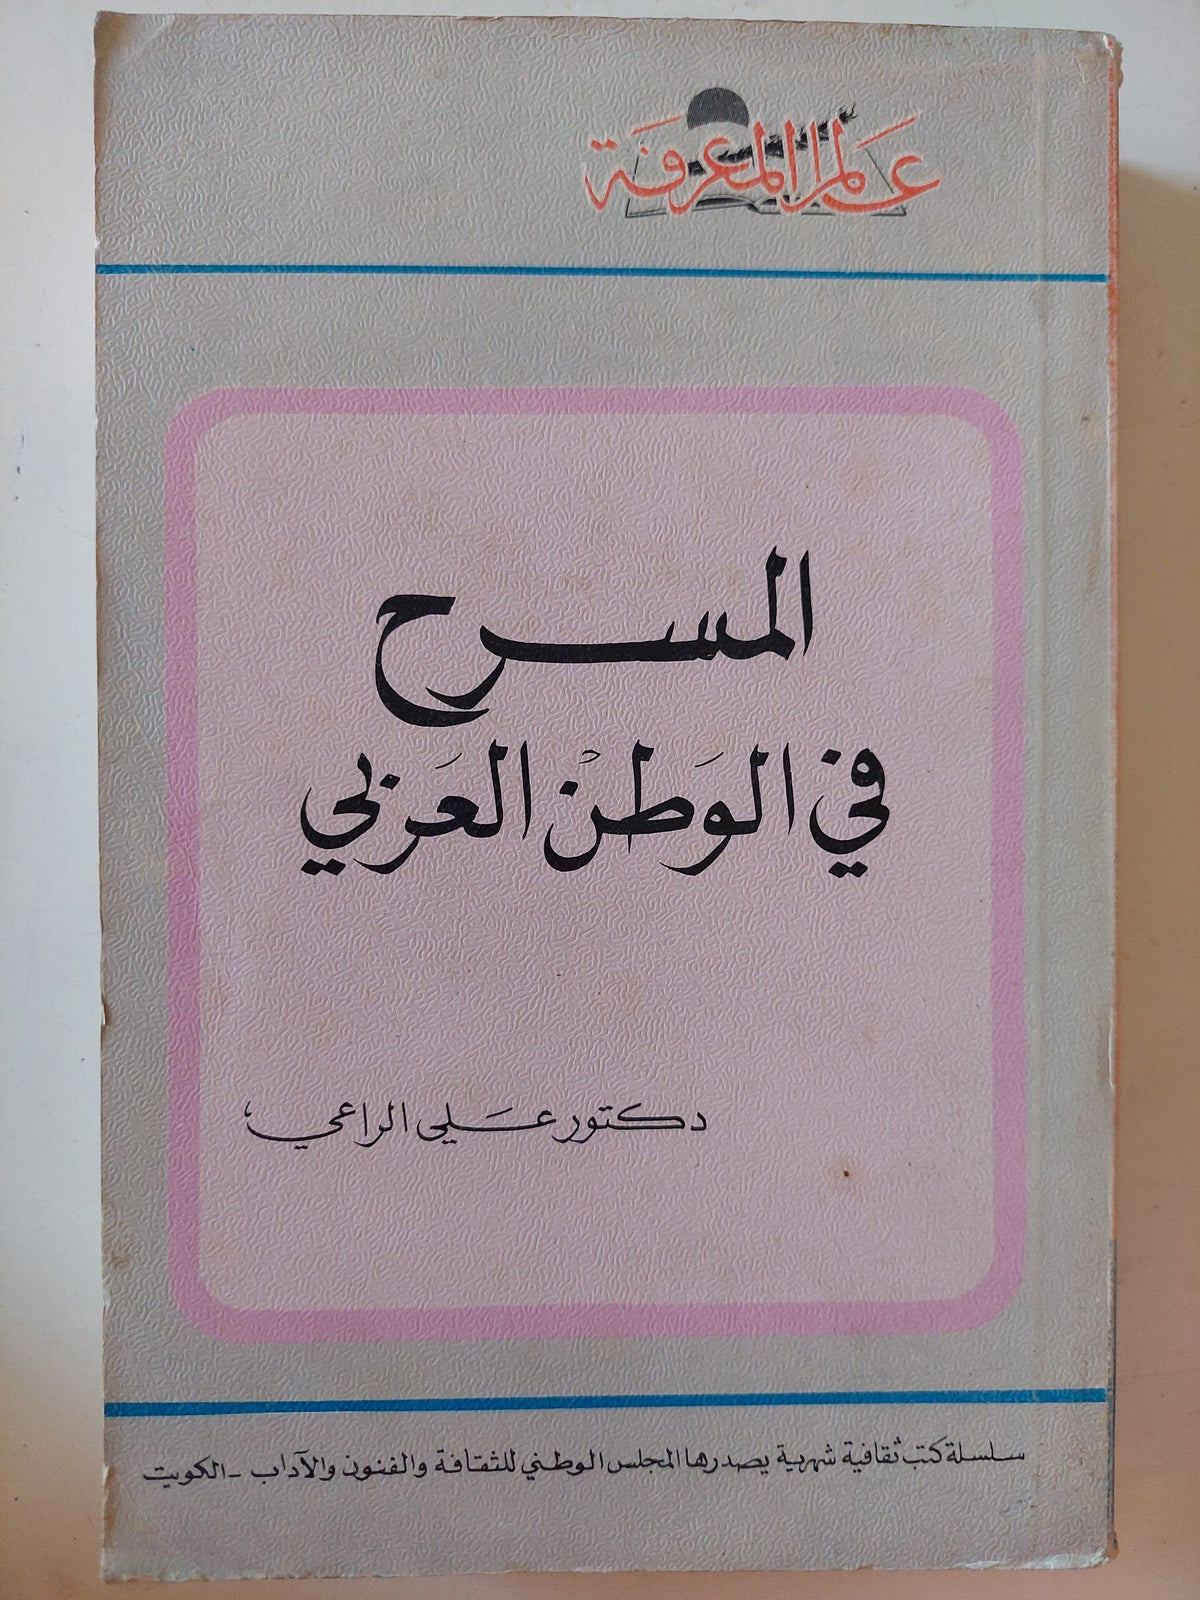 عالم المعرفة
المسرح
في الوطن العربي
دكتور علي الراعي
سلسلة كتب ثقافية شهرية يصدرها المجلس الوطني للثقافة والفنون والآداب - الكويت